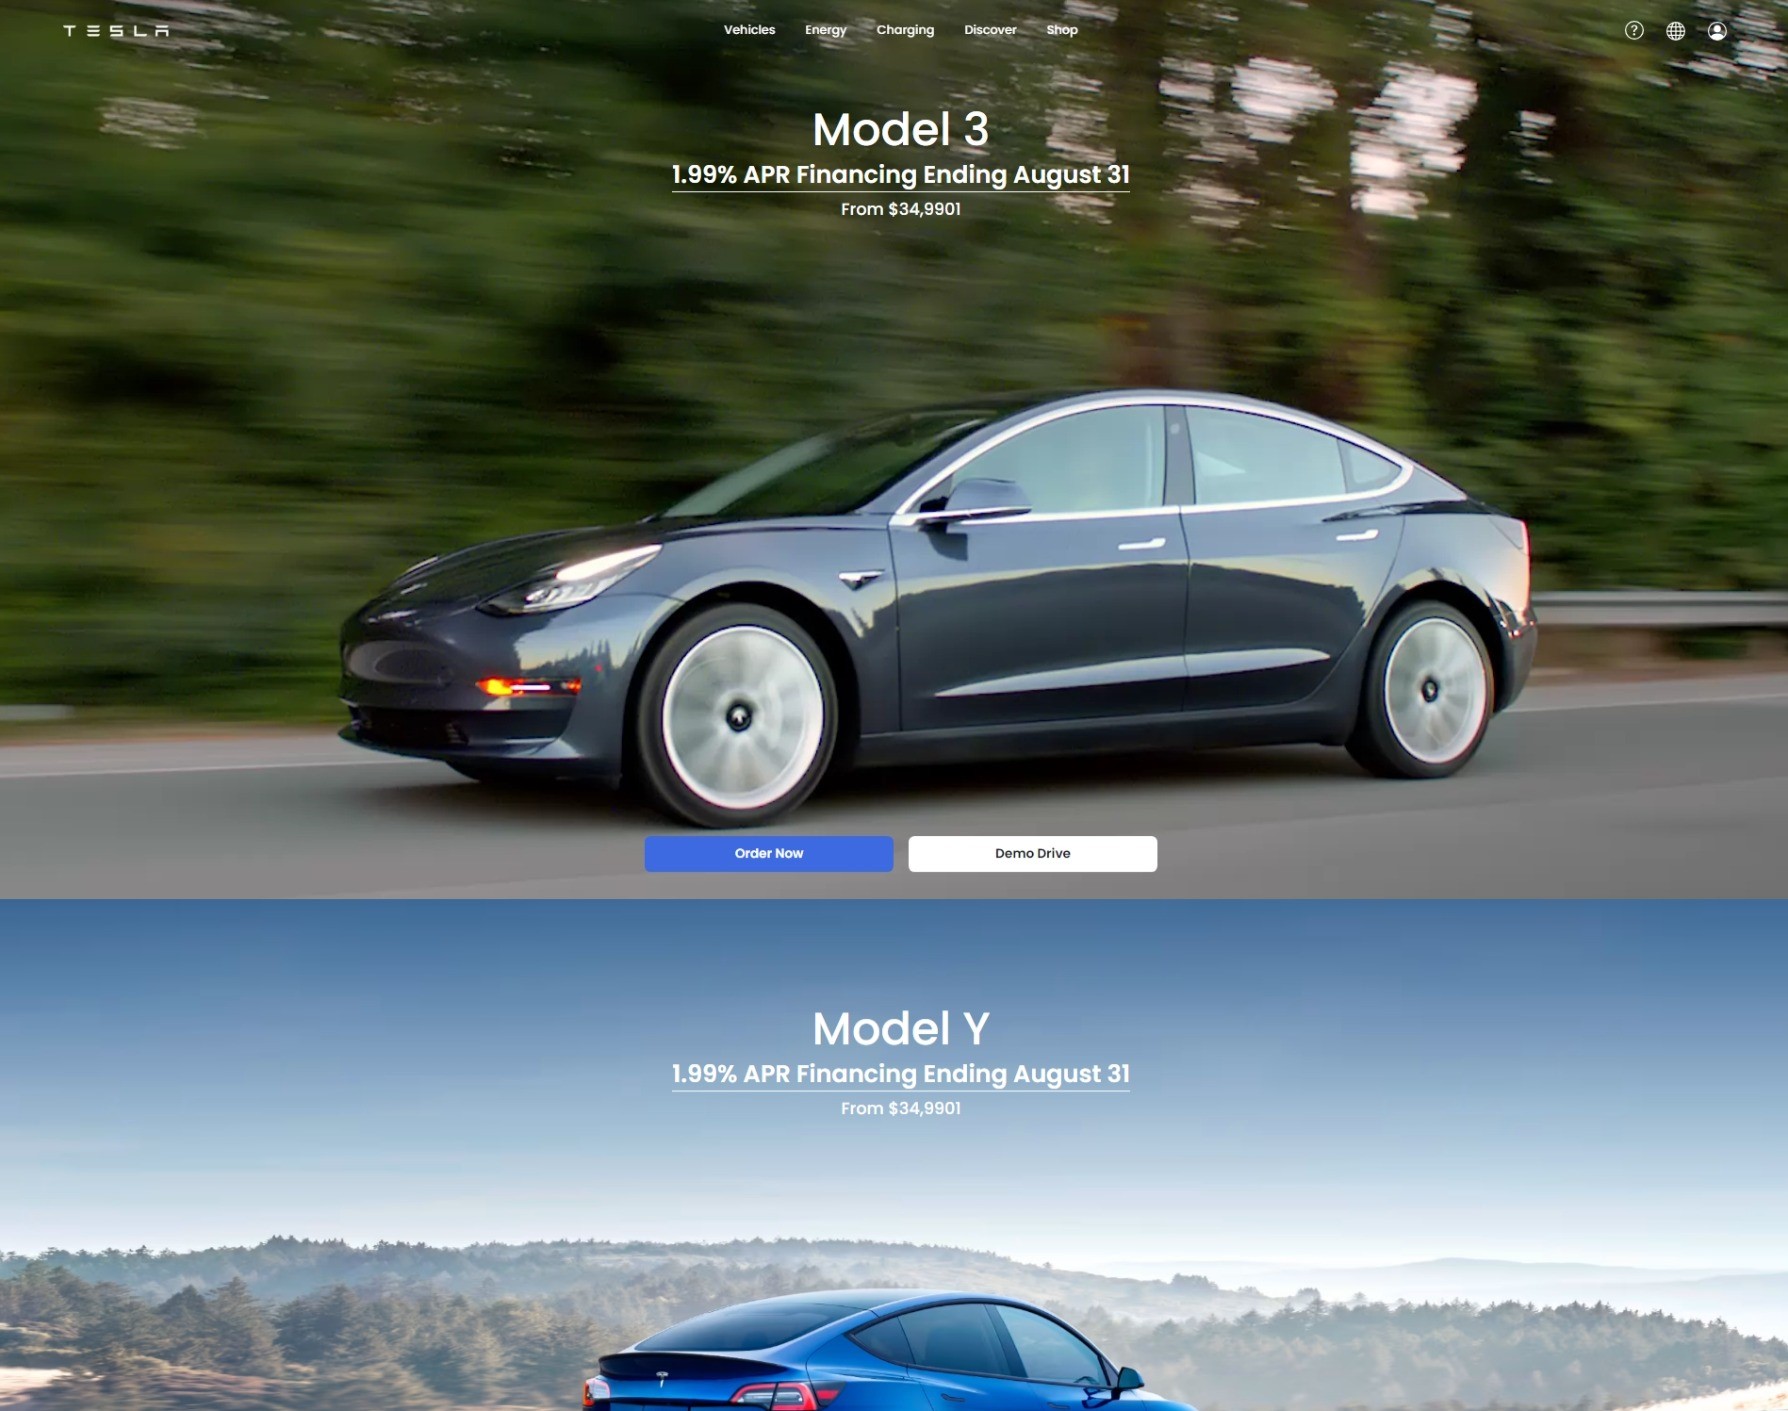 TESLA
Vehicles Energy Charging Discover Shop
?
Model 3
1.99% APR Financing Ending August 31
From $34,9901
Order Now Demo Drive
Model Y
1.99% APR Financing Ending August 31
From $34,9901